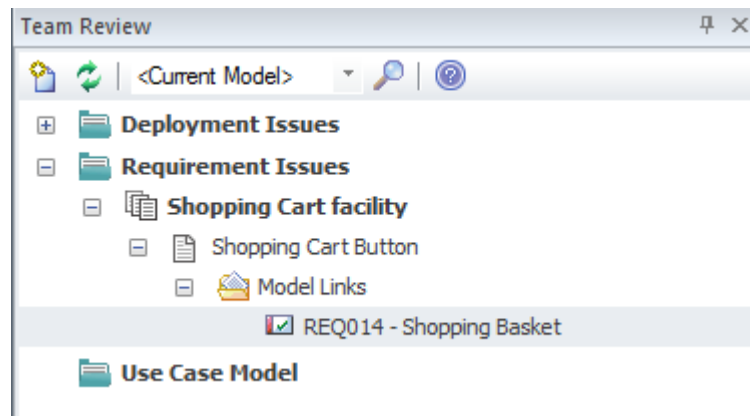 Team Review
<Current Model>
Deployment Issues
Requirement Issues
Shopping Cart facility
Shopping Cart Button
Model Links
REQ014 - Shopping Basket
Use Case Model